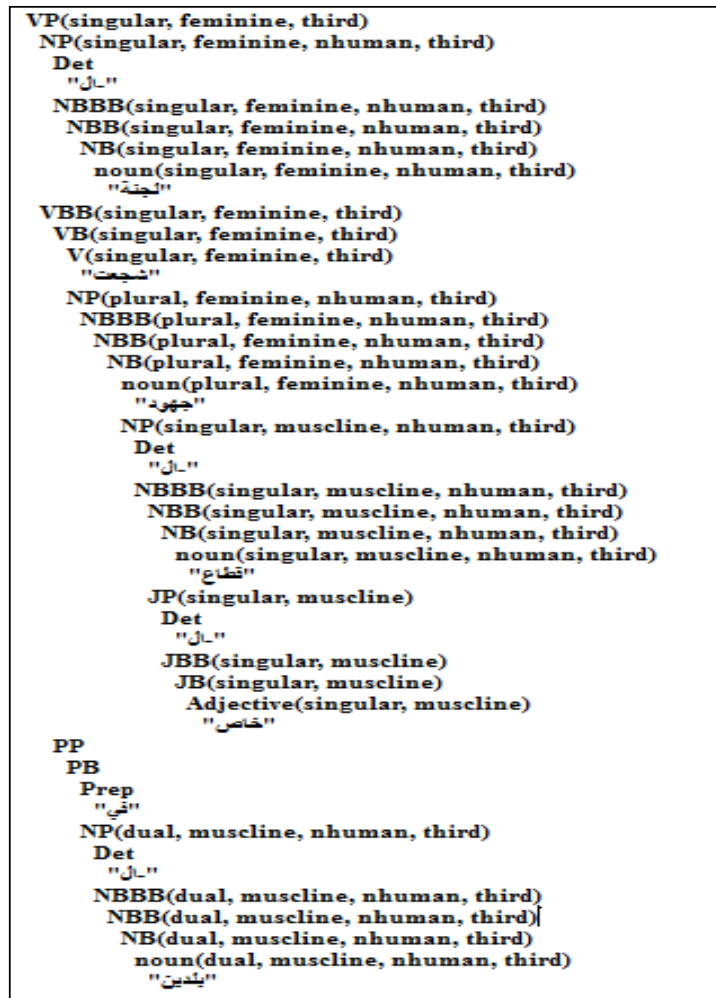 VP(singular, feminine, third)
NP(singular, feminine, nhuman, third)
Det
"ـال"
NBBB(singular, feminine, nhuman, third)
NBB(singular, feminine, nhuman, third)
NB(singular, feminine, nhuman, third)
noun(singular, feminine, nhuman, third)
"لجنة"
VBB(singular, feminine, third)
VB(singular, feminine, third)
V(singular, feminine, third)
"شجعت"
NP(plural, feminine, nhuman, third)
NBBB(plural, feminine, nhuman, third)
NBB(plural, feminine, nhuman, third)
NB(plural, feminine, nhuman, third)
noun(plural, feminine, nhuman, third)
"جهود"
NP(singular, muscline, nhuman, third)
Det
"ـال"
NBBB(singular, muscline, nhuman, third)
NBB(singular, muscline, nhuman, third)
NB(singular, muscline, nhuman, third)
noun(singular, muscline, nhuman, third)
"قطاع"
JP(singular, muscline)
Det
"ـال"
JBB(singular, muscline)
JB(singular, muscline)
Adjective(singular, muscline)
"خاص"
PP
PB
Prep
"في"
NP(dual, muscline, nhuman, third)
Det
"ـال"
NBBB(dual, muscline, nhuman, third)
NBB(dual, muscline, nhuman, third)
NB(dual, muscline, nhuman, third)
noun(dual, muscline, nhuman, third)
"بلدين"